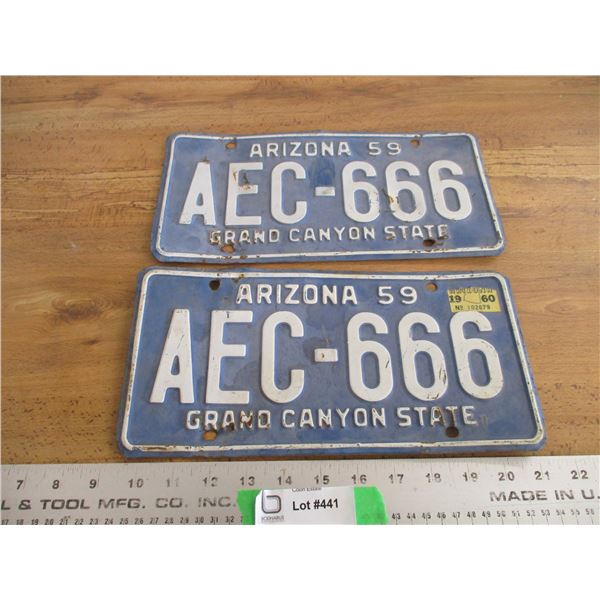 ARIZONA 59
AEC-666
GRAND CANYON STATE
ARIZONA 59
19 60
AEC-666
GRAND CANYON STATE
7 8 9 10 11 12 13 14 15 16 17 18 19 20 21 22
L & TOOL MFG. CO. INC.
MADE IN U.
Lot #441